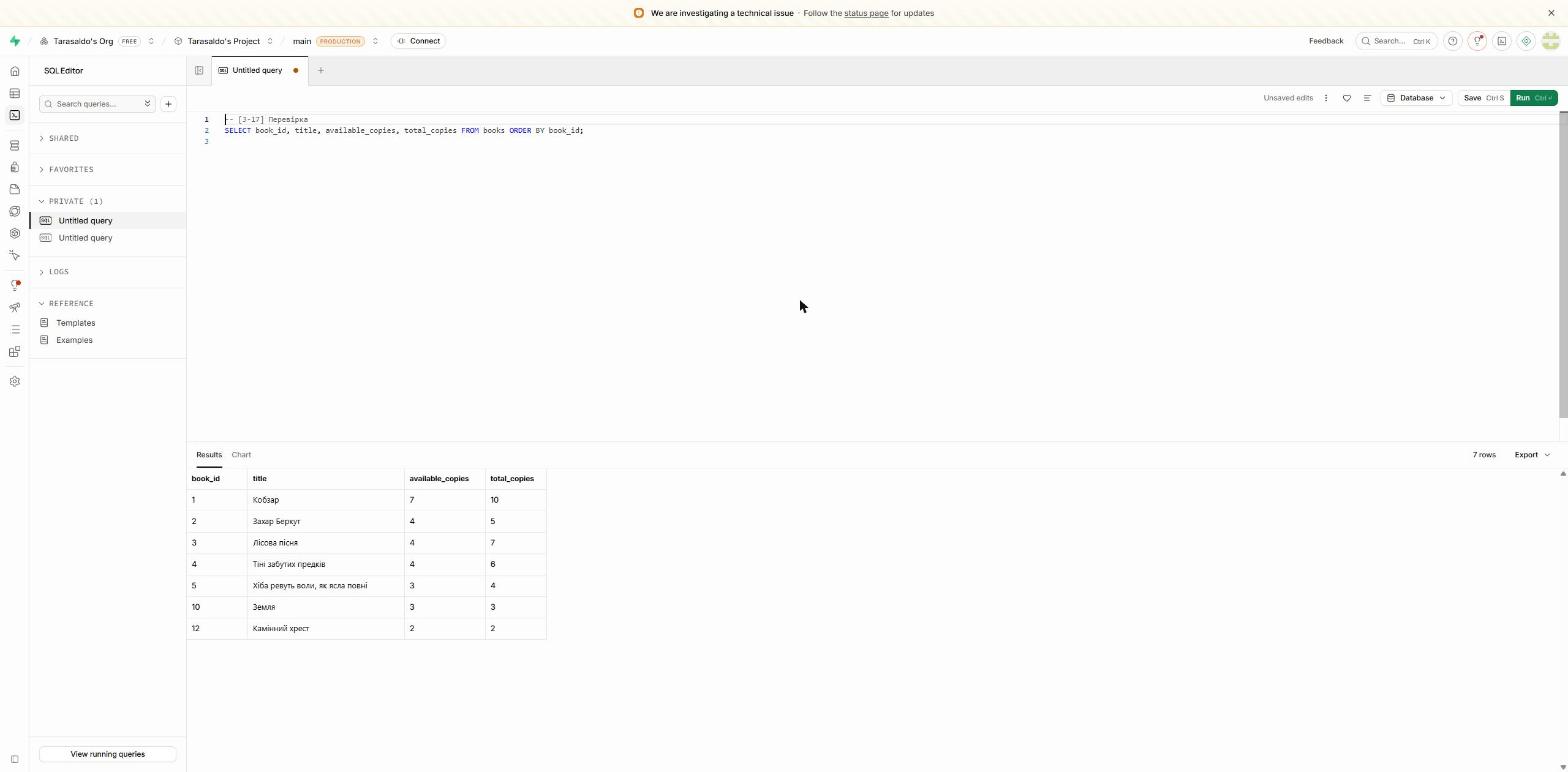 We are investigating a technical issue · Follow the status page for updates
Tarasaldo's Org FREE / Tarasaldo's Project / main PRODUCTION Connect
Feedback Search... Ctrl K
SQLEditor
Untitled query
Search queries...
Unsaved edits Database Save Ctrl S Run Ctrl ↵
1 -- [3-17] Перевірка
2 SELECT book_id, title, available_copies, total_copies FROM books ORDER BY book_id;
3
SHARED
FAVORITES
PRIVATE (1)
SQL Untitled query
SQL Untitled query
LOGS
REFERENCE
Templates
Examples
View running queries
Results Chart 7 rows Export
book_id title available_copies total_copies
1 Кобзар 7 10
2 Захар Беркут 4 5
3 Лісова пісня 4 7
4 Тіні забутих предків 4 6
5 Хіба ревуть воли, як ясла повні 3 4
10 Земля 3 3
12 Камінний хрест 2 2